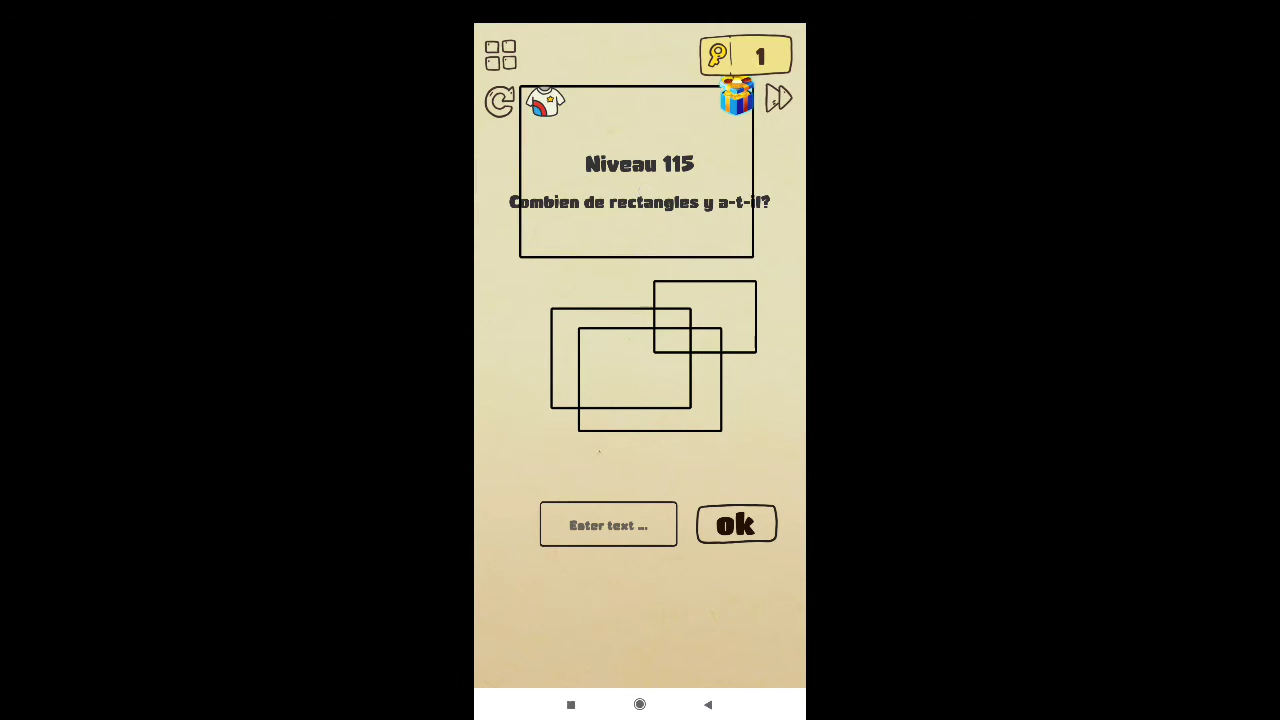 1
Niveau 115
Combien de rectangles y a-t-il?
Enter text ...
ok